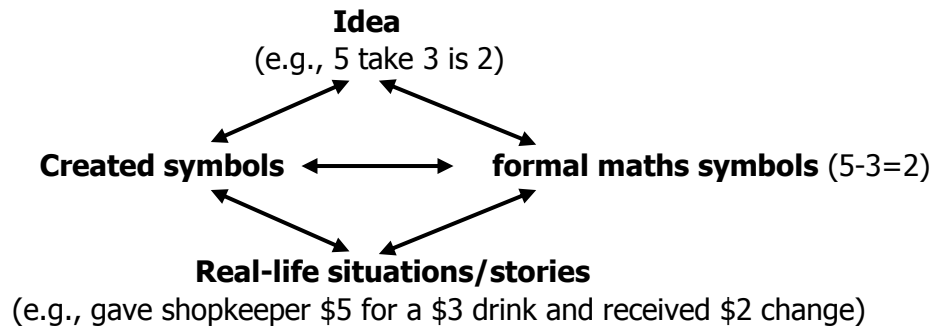 Idea
(e.g., 5 take 3 is 2)
Created symbols formal maths symbols (5-3=2)
Real-life situations/stories
(e.g., gave shopkeeper $5 for a $3 drink and received $2 change)